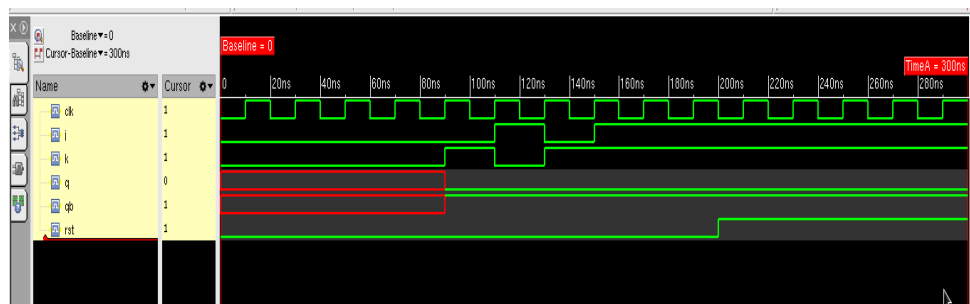 Baseline▼=0
Cursor-Baseline▼=300ns
Baseline = 0
TimeA = 300ns
Name Cursor 0 20ns 40ns 60ns 80ns 100ns 120ns 140ns 160ns 180ns 200ns 220ns 240ns 260ns 280ns
clk 1
j 1
k 1
q 0
qb 1
rst 1